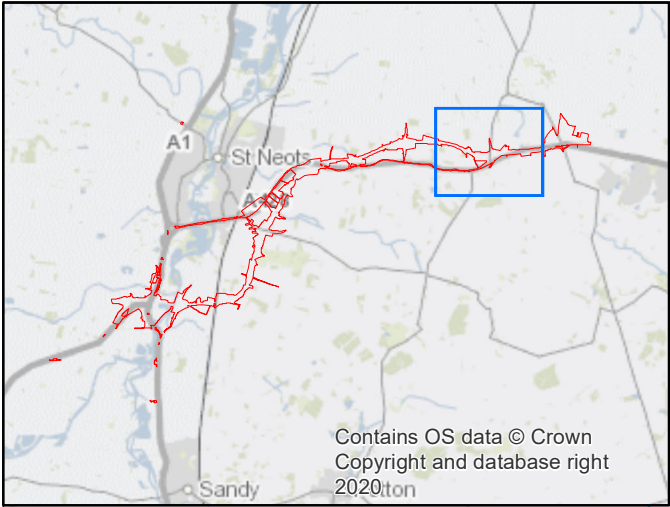 A1
St Neots
Sandy
Contains OS data © Crown
Copyright and database right
2020